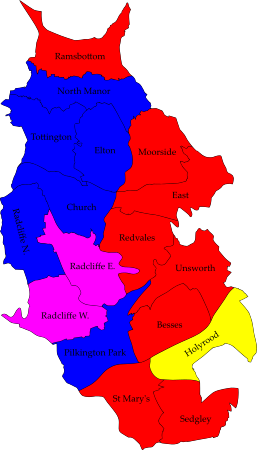 Ramsbottom
North Manor
Tottington
Elton
Moorside
East
Church
Radcliffe N.
Redvales
Radcliffe E.
Unsworth
Radcliffe W.
Besses
Holyrood
Pilkington Park
St Mary's
Sedgley